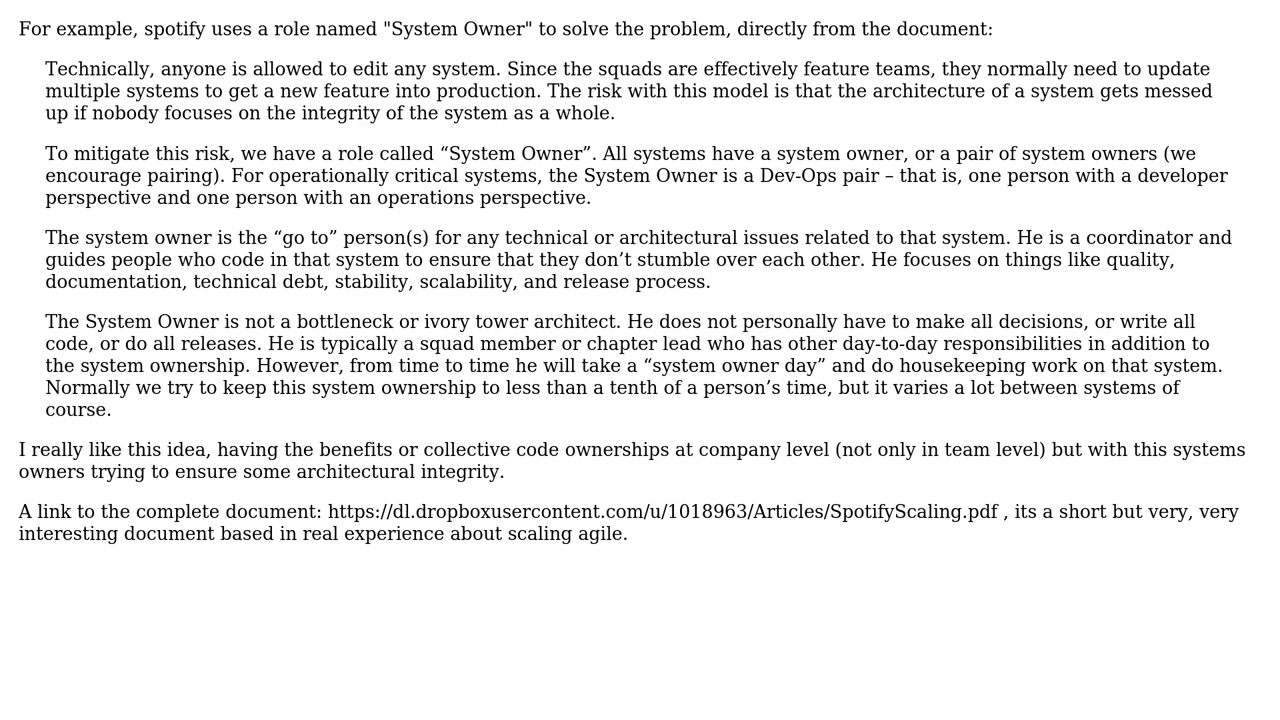 For example, spotify uses a role named "System Owner" to solve the problem, directly from the document:
Technically, anyone is allowed to edit any system. Since the squads are effectively feature teams, they normally need to update
multiple systems to get a new feature into production. The risk with this model is that the architecture of a system gets messed
up if nobody focuses on the integrity of the system as a whole.
To mitigate this risk, we have a role called “System Owner”. All systems have a system owner, or a pair of system owners (we
encourage pairing). For operationally critical systems, the System Owner is a Dev-Ops pair – that is, one person with a developer
perspective and one person with an operations perspective.
The system owner is the “go to” person(s) for any technical or architectural issues related to that system. He is a coordinator and
guides people who code in that system to ensure that they don’t stumble over each other. He focuses on things like quality,
documentation, technical debt, stability, scalability, and release process.
The System Owner is not a bottleneck or ivory tower architect. He does not personally have to make all decisions, or write all
code, or do all releases. He is typically a squad member or chapter lead who has other day-to-day responsibilities in addition to
the system ownership. However, from time to time he will take a “system owner day” and do housekeeping work on that system.
Normally we try to keep this system ownership to less than a tenth of a person’s time, but it varies a lot between systems of
course.
I really like this idea, having the benefits or collective code ownerships at company level (not only in team level) but with this systems
owners trying to ensure some architectural integrity.
A link to the complete document: https://dl.dropboxusercontent.com/u/1018963/Articles/SpotifyScaling.pdf , its a short but very, very
interesting document based in real experience about scaling agile.